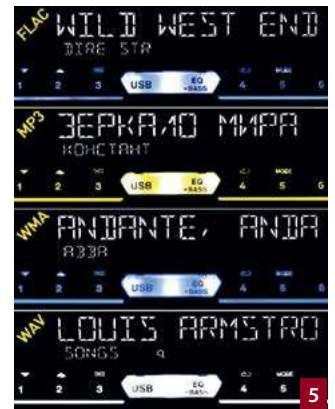 FLAC
WILD WEST END
DIRE STR
1 2 3 USB EQ +BASS 4 5 6
MP3
ЗЕРКАЛО МИРА
КОНСТАНТ
1 2 3 USB EQ +BASS 4 5 6
WMA
ANDANTE, ANDA
ABBA
1 2 3 USB EQ +BASS 4 5 6
WAV
LOUIS ARMSTRO
SONGS
1 2 3 USB EQ +BASS 4 5 6
5